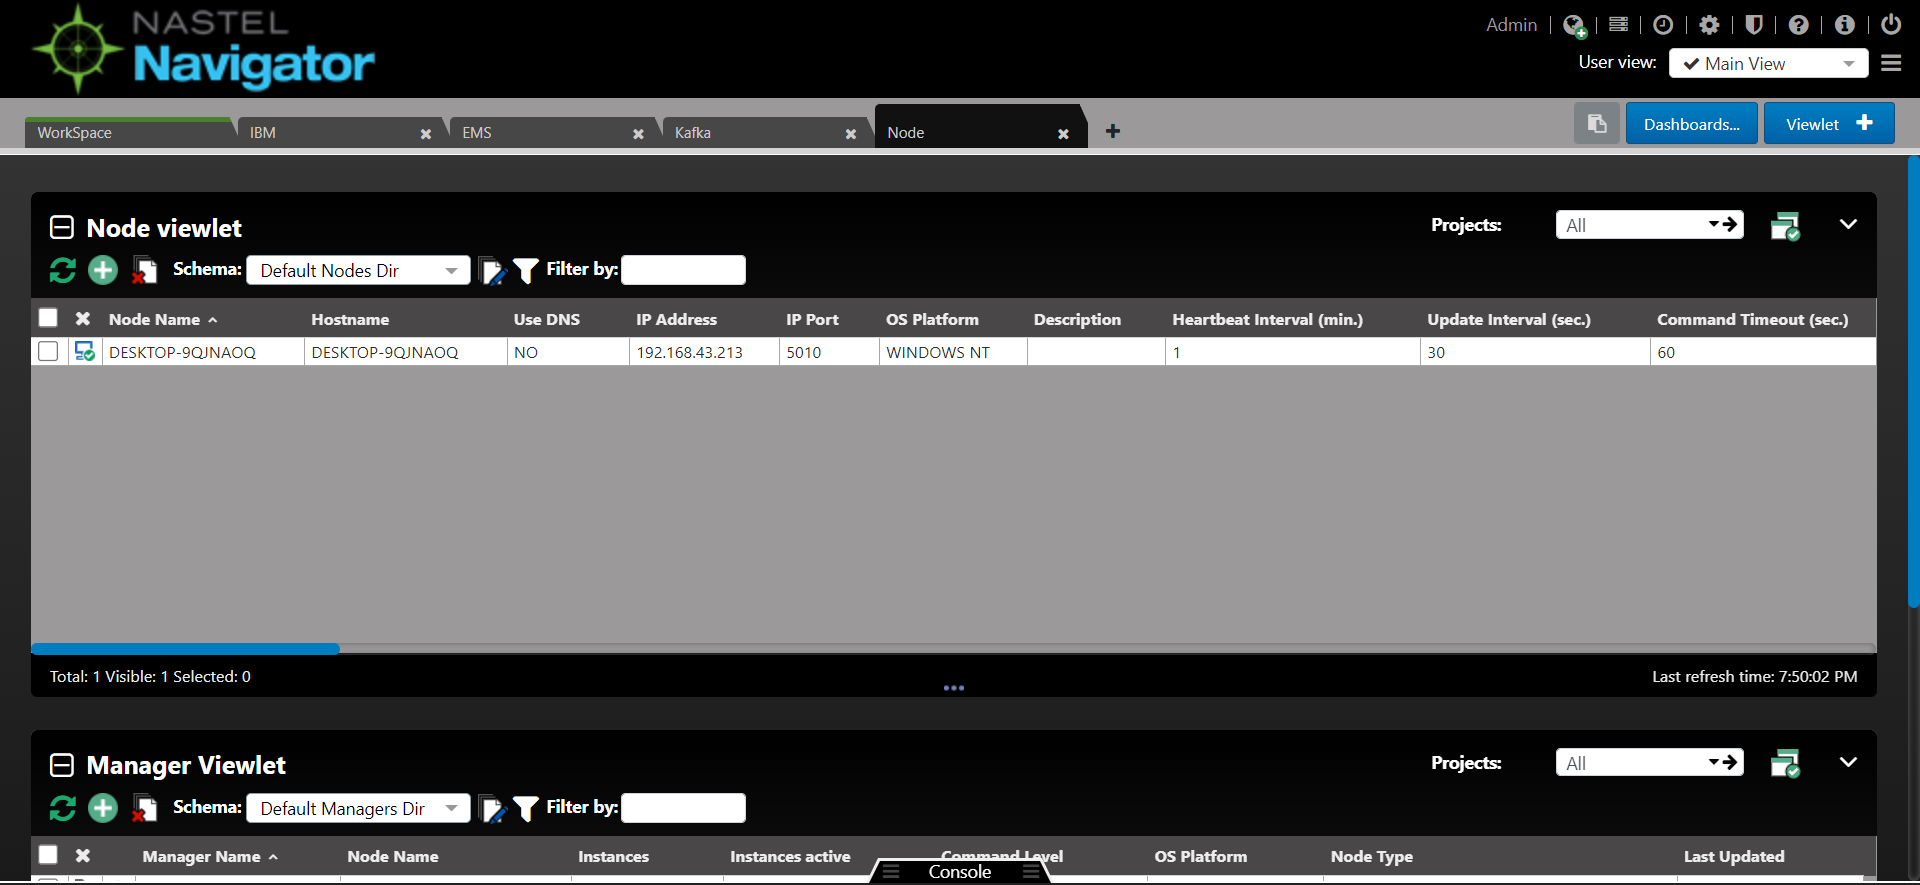 NASTEL
Navigator
Admin
User view: Main View
WorkSpace IBM EMS Kafka Node Dashboards... Viewlet
Node viewlet Projects: All
Schema: Default Nodes Dir Filter by:
Node Name Hostname Use DNS IP Address IP Port OS Platform Description Heartbeat Interval (min.) Update Interval (sec.) Command Timeout (sec.)
DESKTOP-9QJNAOQ DESKTOP-9QJNAOQ NO 192.168.43.213 5010 WINDOWS NT 1 30 60
Total: 1 Visible: 1 Selected: 0 Last refresh time: 7:50:02 PM
Manager Viewlet Projects: All
Schema: Default Managers Dir Filter by:
Manager Name Node Name Instances Instances active Command Level OS Platform Node Type Last Updated
Console